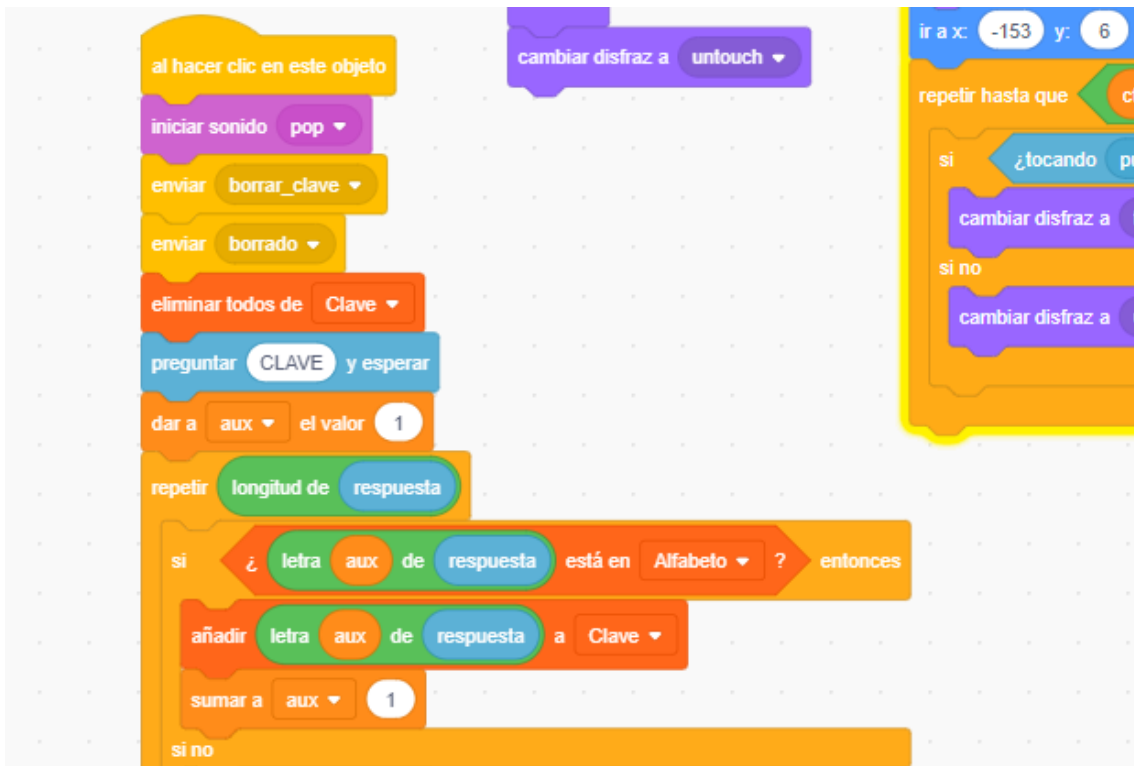 al hacer clic en este objeto
iniciar sonido pop
enviar borrar_clave
enviar borrado
eliminar todos de Clave
preguntar CLAVE y esperar
dar a aux el valor 1
repetir longitud de respuesta
si ¿ letra aux de respuesta está en Alfabeto ? entonces
añadir letra aux de respuesta a Clave
sumar a aux 1
si no
cambiar disfraz a untouch
ir a x: -153 y: 6
repetir hasta que
si ¿tocando
cambiar disfraz a
si no
cambiar disfraz a